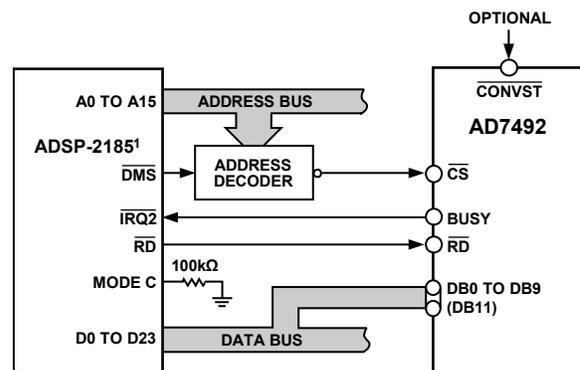 OPTIONAL
CONVST
A0 TO A15
ADDRESS BUS
AD7492
ADSP-2185¹
DMS
ADDRESS
DECODER
CS
IRQ2
BUSY
RD
RD
MODE C
100kΩ
DB0 TO DB9
(DB11)
D0 TO D23
DATA BUS